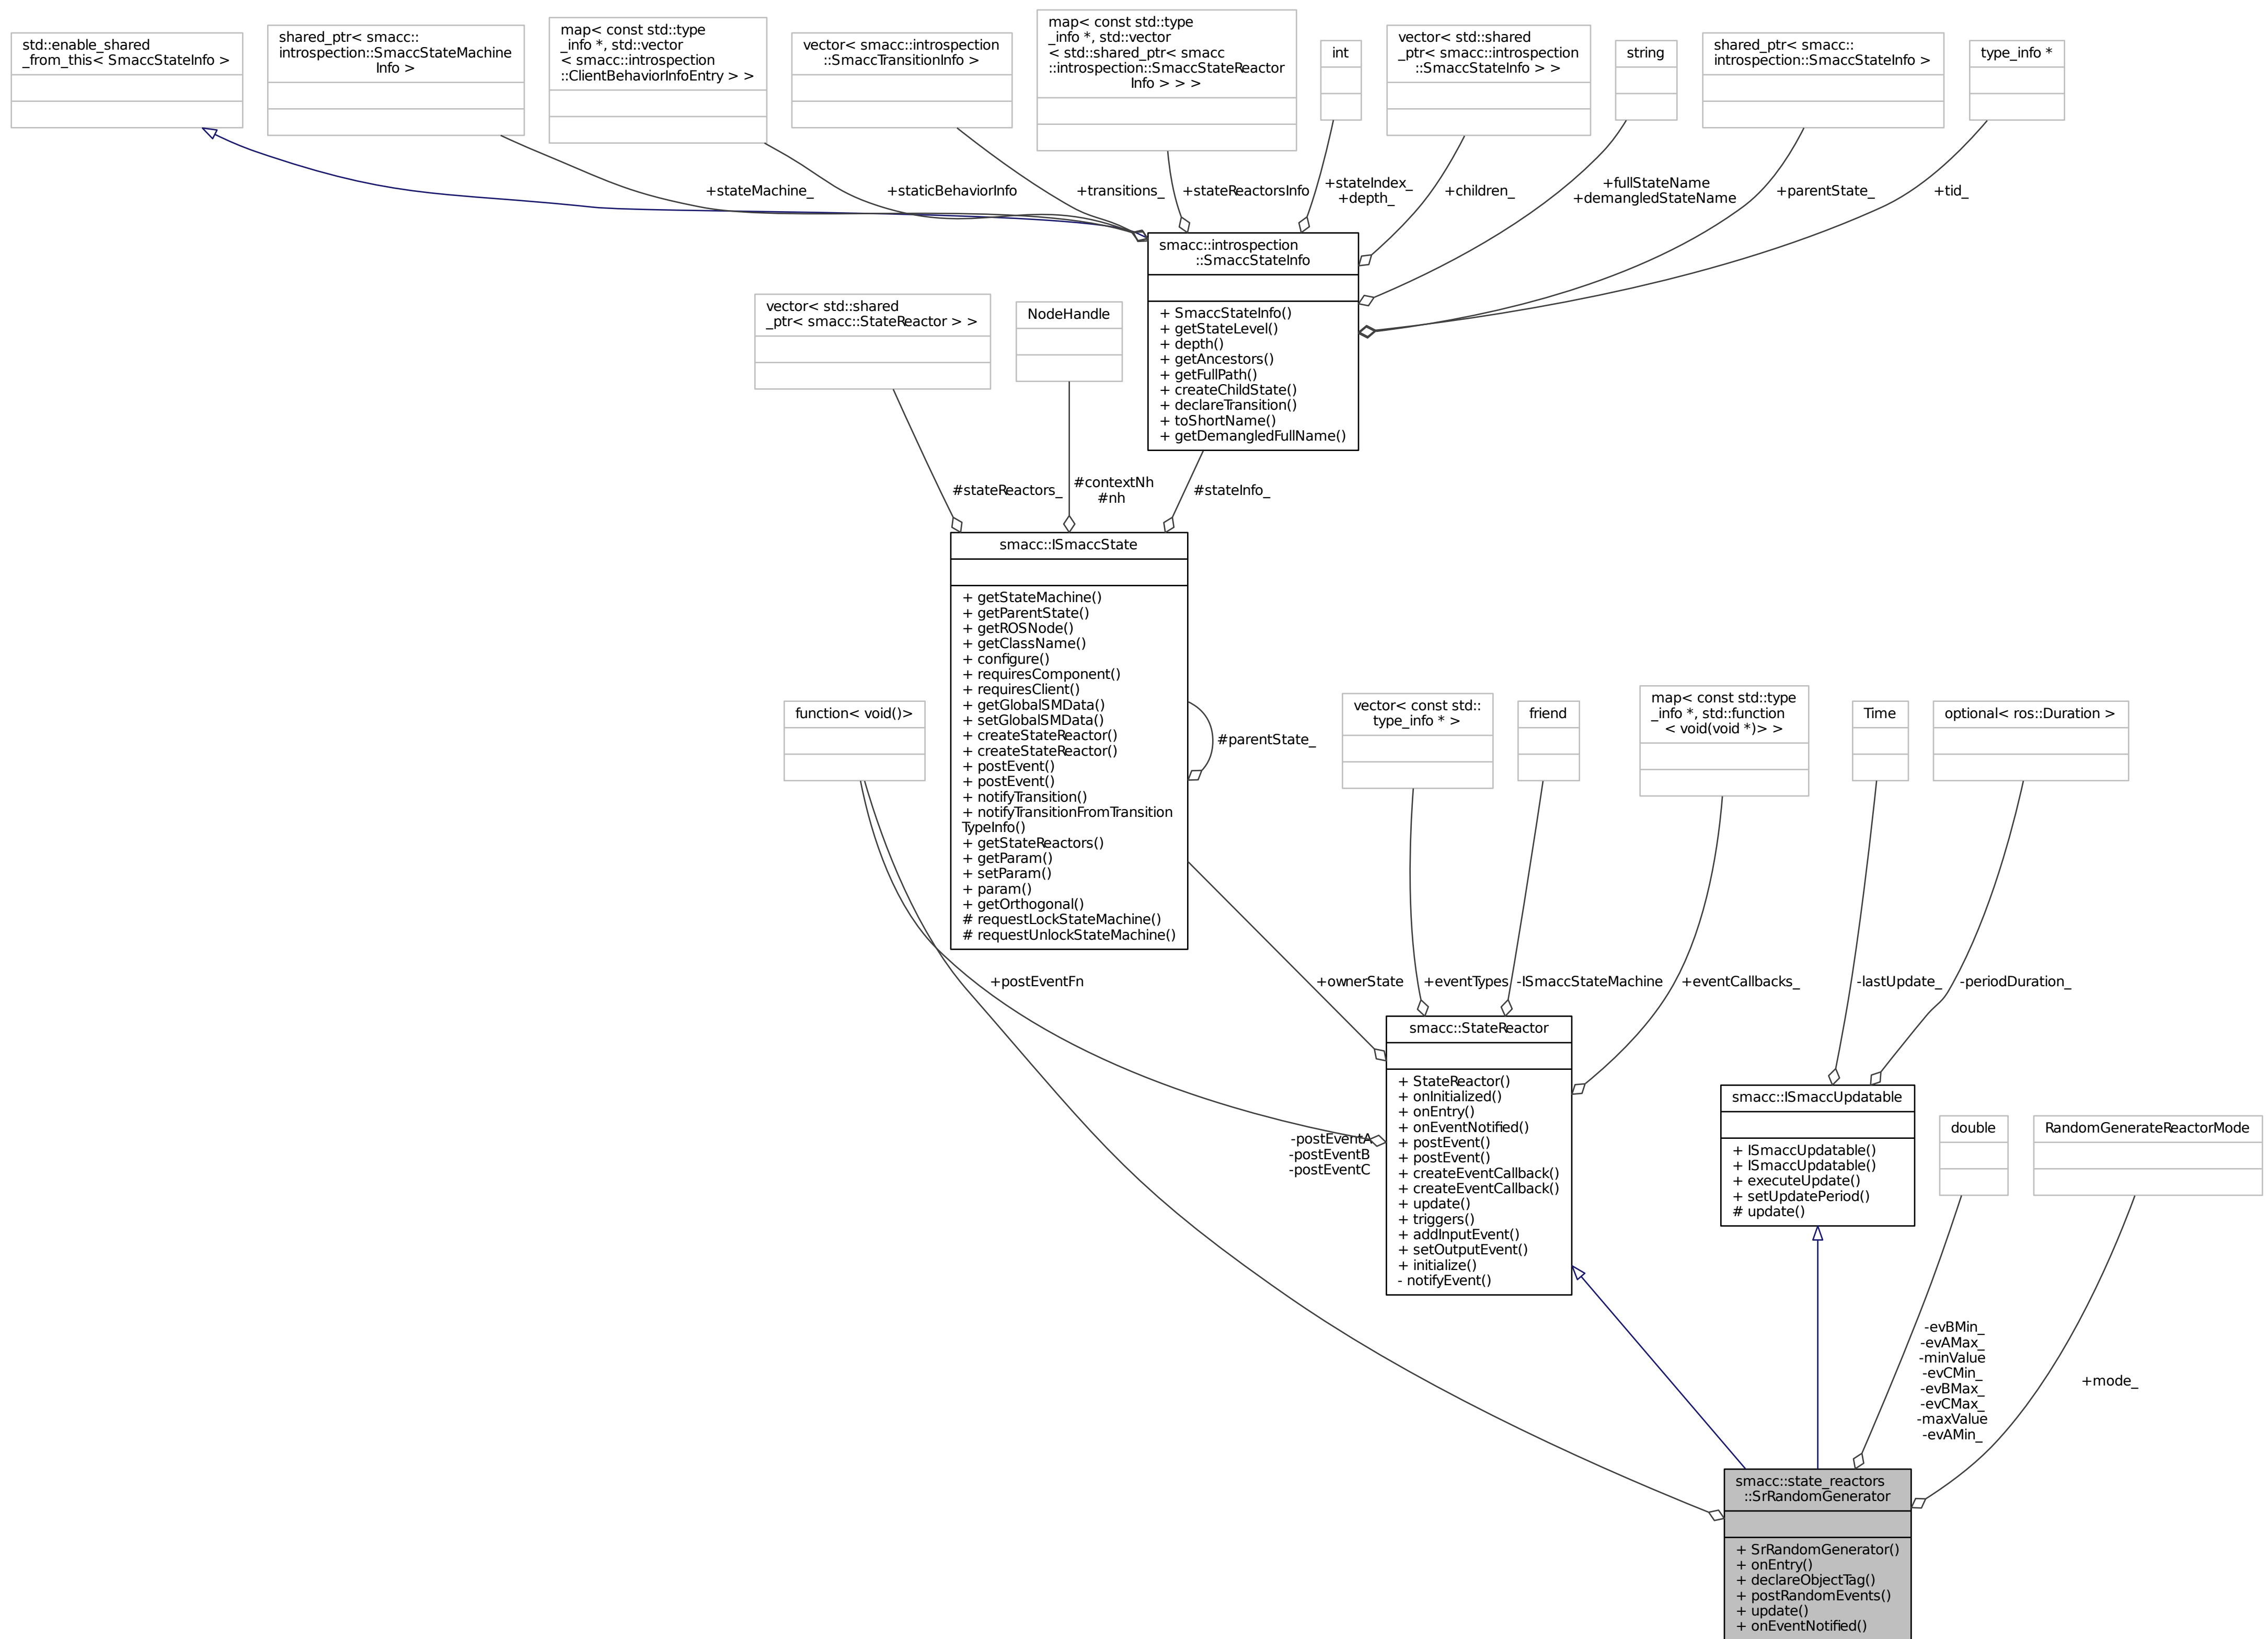 std::enable_shared
_from_this< SmaccStateInfo >
shared_ptr< smacc::
introspection::SmaccStateMachine
Info >
map< const std::type
_info *, std::vector
< smacc::introspection
::ClientBehaviorInfoEntry > >
vector< smacc::introspection
::SmaccTransitionInfo >
map< const std::type
_info *, std::vector
< std::shared_ptr< smacc
::introspection::SmaccStateReactor
Info > > >
int
vector< std::shared
_ptr< smacc::introspection
::SmaccStateInfo > >
string
shared_ptr< smacc::
introspection::SmaccStateInfo >
type_info *
+stateMachine_
+staticBehaviorInfo
+transitions_
+stateReactorsInfo
+stateIndex_
+depth_
+children_
+fullStateName
+demangledStateName
+parentState_
+tid_
smacc::introspection
::SmaccStateInfo
+ SmaccStateInfo()
+ getStateLevel()
+ depth()
+ getAncestors()
+ getFullPath()
+ createChildState()
+ declareTransition()
+ toShortName()
+ getDemangledFullName()
vector< std::shared
_ptr< smacc::StateReactor > >
NodeHandle
#stateReactors_
#contextNh
#nh
#stateInfo_
smacc::ISmaccState
+ getStateMachine()
+ getParentState()
+ getROSNode()
+ getClassName()
+ configure()
+ requiresComponent()
+ requiresClient()
+ getGlobalSMData()
+ setGlobalSMData()
+ createStateReactor()
+ createStateReactor()
+ postEvent()
+ postEvent()
+ notifyTransition()
+ notifyTransitionFromTransition
TypeInfo()
+ getStateReactors()
+ getParam()
+ setParam()
+ param()
+ getOrthogonal()
# requestLockStateMachine()
# requestUnlockStateMachine()
#parentState_
function< void()>
vector< const std::
type_info * >
friend
map< const std::type
_info *, std::function
< void(void *)> >
Time
optional< ros::Duration >
+postEventFn
+ownerState
+eventTypes
-ISmaccStateMachine
+eventCallbacks_
-lastUpdate_
-periodDuration_
smacc::StateReactor
+ StateReactor()
+ onInitialized()
+ onEntry()
+ onEventNotified()
+ postEvent()
+ postEvent()
+ createEventCallback()
+ createEventCallback()
+ update()
+ triggers()
+ addInputEvent()
+ setOutputEvent()
+ initialize()
- notifyEvent()
-postEventA
-postEventB
-postEventC
smacc::ISmaccUpdatable
+ ISmaccUpdatable()
+ ISmaccUpdatable()
+ executeUpdate()
+ setUpdatePeriod()
# update()
double
RandomGenerateReactorMode
-evBMin_
-evAMax_
-minValue
-evCMin_
-evBMax_
-evCMax_
-maxValue
-evAMin_
+mode_
smacc::state_reactors
::SrRandomGenerator
+ SrRandomGenerator()
+ onEntry()
+ declareObjectTag()
+ postRandomEvents()
+ update()
+ onEventNotified()